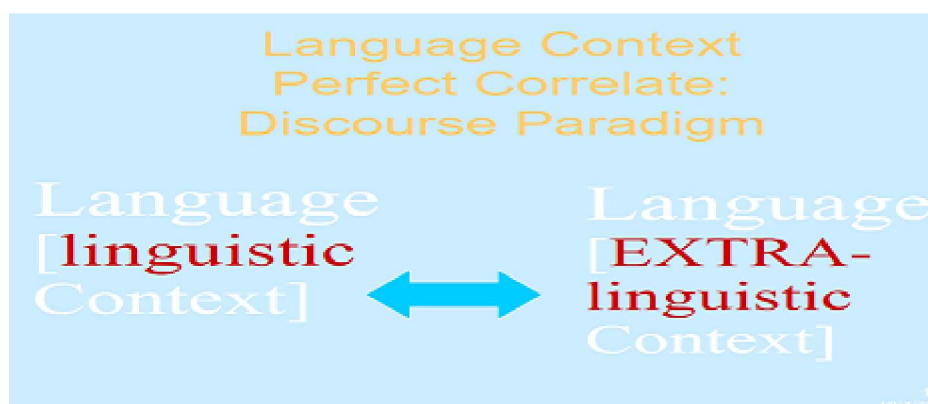 Language Context
Perfect Correlate:
Discourse Paradigm
Language
[linguistic
Context]
Language
[EXTRA-
linguistic
Context]